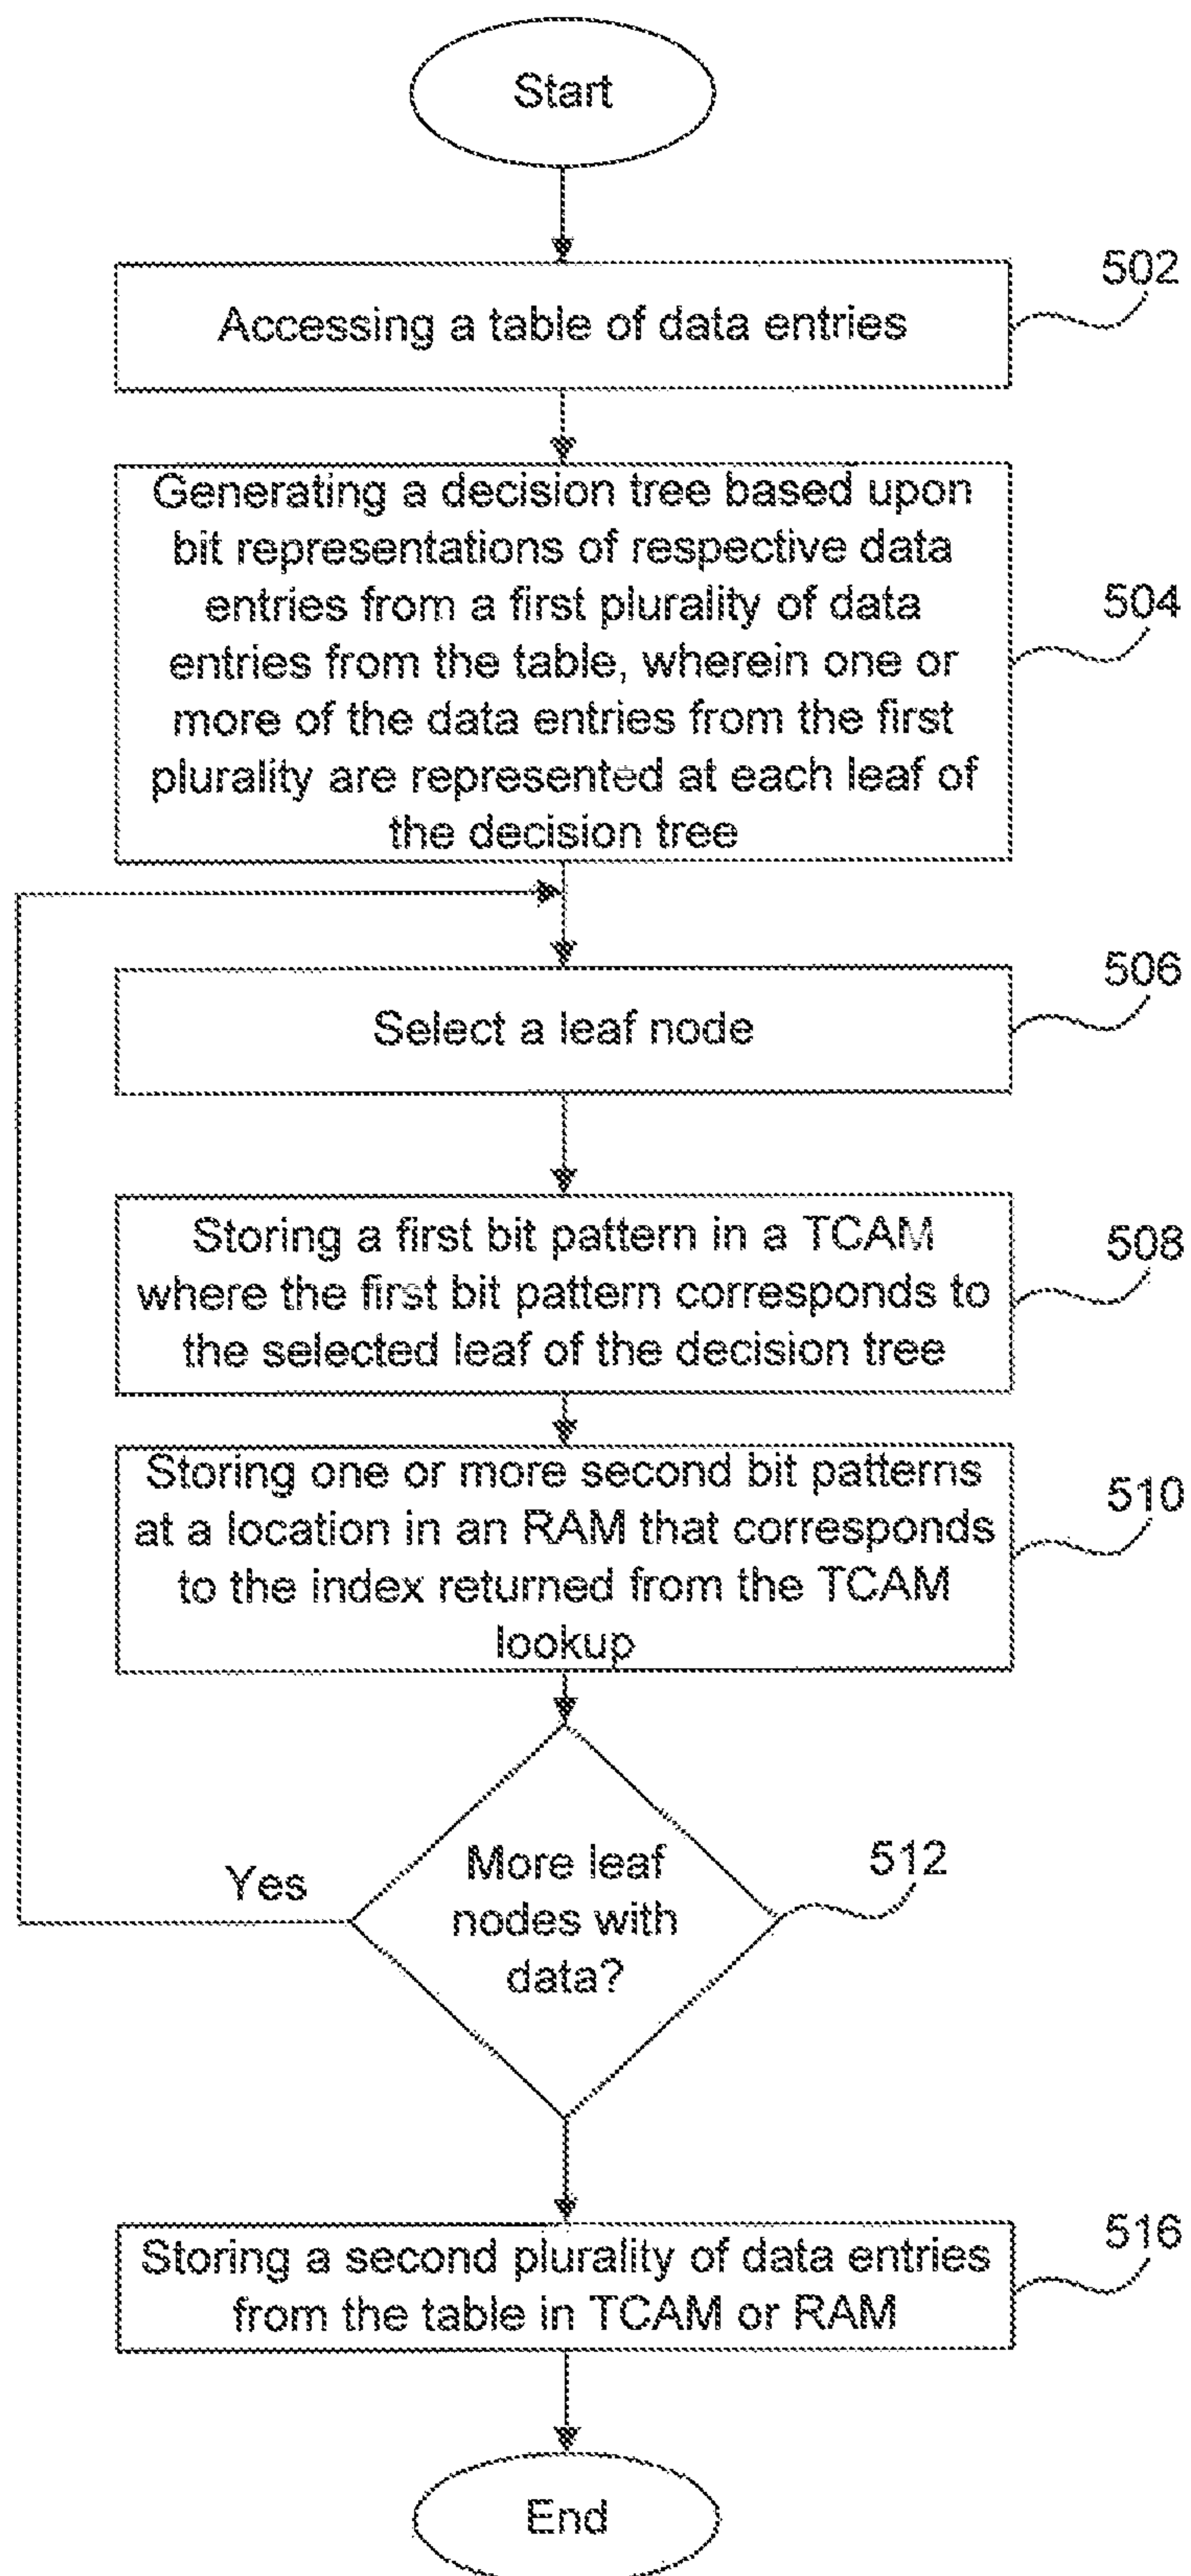 Start
502
Accessing a table of data entries
Generating a decision tree based upon
bit representations of respective data
entries from a first plurality of data
entries from the table, wherein one or
more of the data entries from the first
plurality are represented at each leaf of
the decision tree
504
506
Select a leaf node
Storing a first bit pattern in a TCAM
where the first bit pattern corresponds to
the selected leaf of the decision tree
508
Storing one or more second bit patterns
at a location in an RAM that corresponds
to the index returned from the TCAM
lookup
510
More leaf
nodes with
data?
Yes
512
516
Storing a second plurality of data entries
from the table in TCAM or RAM
End